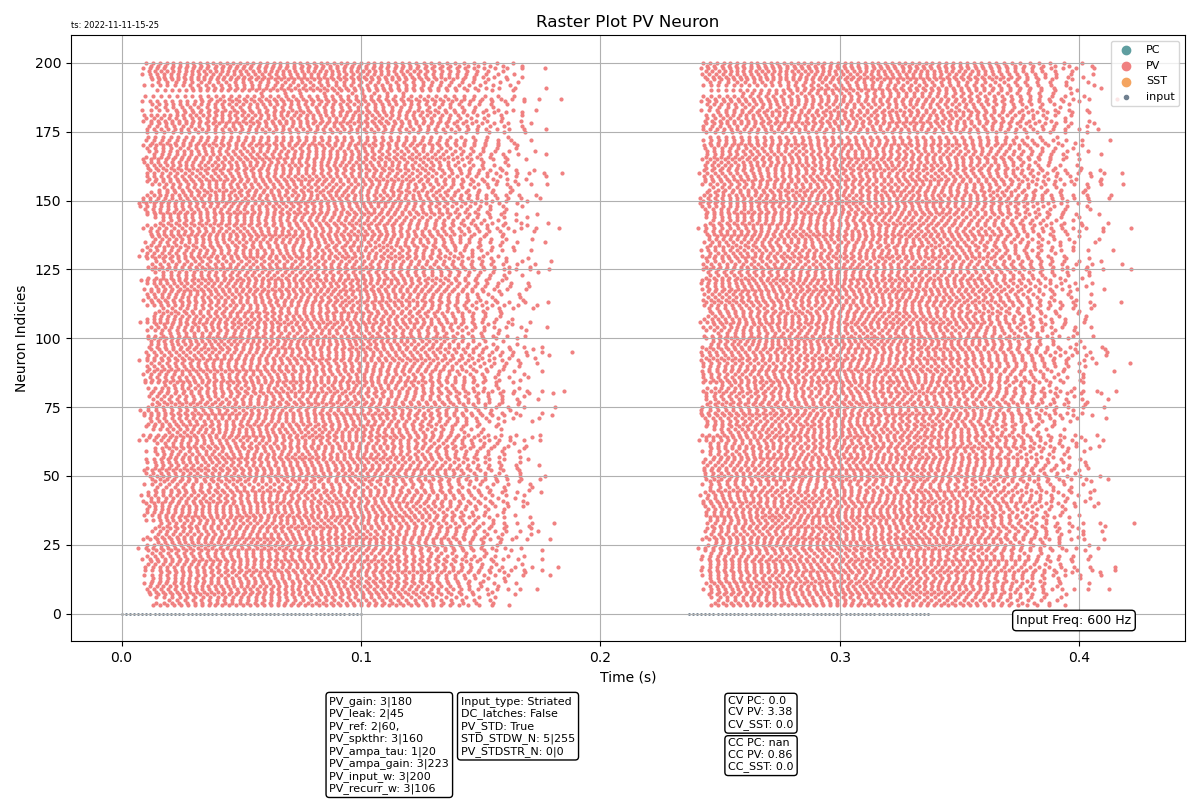 ts: 2022-11-11-15-25
Raster Plot PV Neuron
PC
PV
SST
input
200
175
150
125
100
75
50
25
0
Neuron Indicies
Input Freq: 600 Hz
0.0 0.1 0.2 0.3 0.4
Time (s)
PV_gain: 3|180
PV_leak: 2|45
PV_ref: 2|60,
PV_spkthr: 3|160
PV_ampa_tau: 1|20
PV_ampa_gain: 3|223
PV_input_w: 3|200
PV_recurr_w: 3|106
Input_type: Striated
DC_latches: False
PV_STD: True
STD_STDW_N: 5|255
PV_STDSTR_N: 0|0
CV PC: 0.0
CV PV: 3.38
CV_SST: 0.0
CC PC: nan
CC PV: 0.86
CC_SST: 0.0